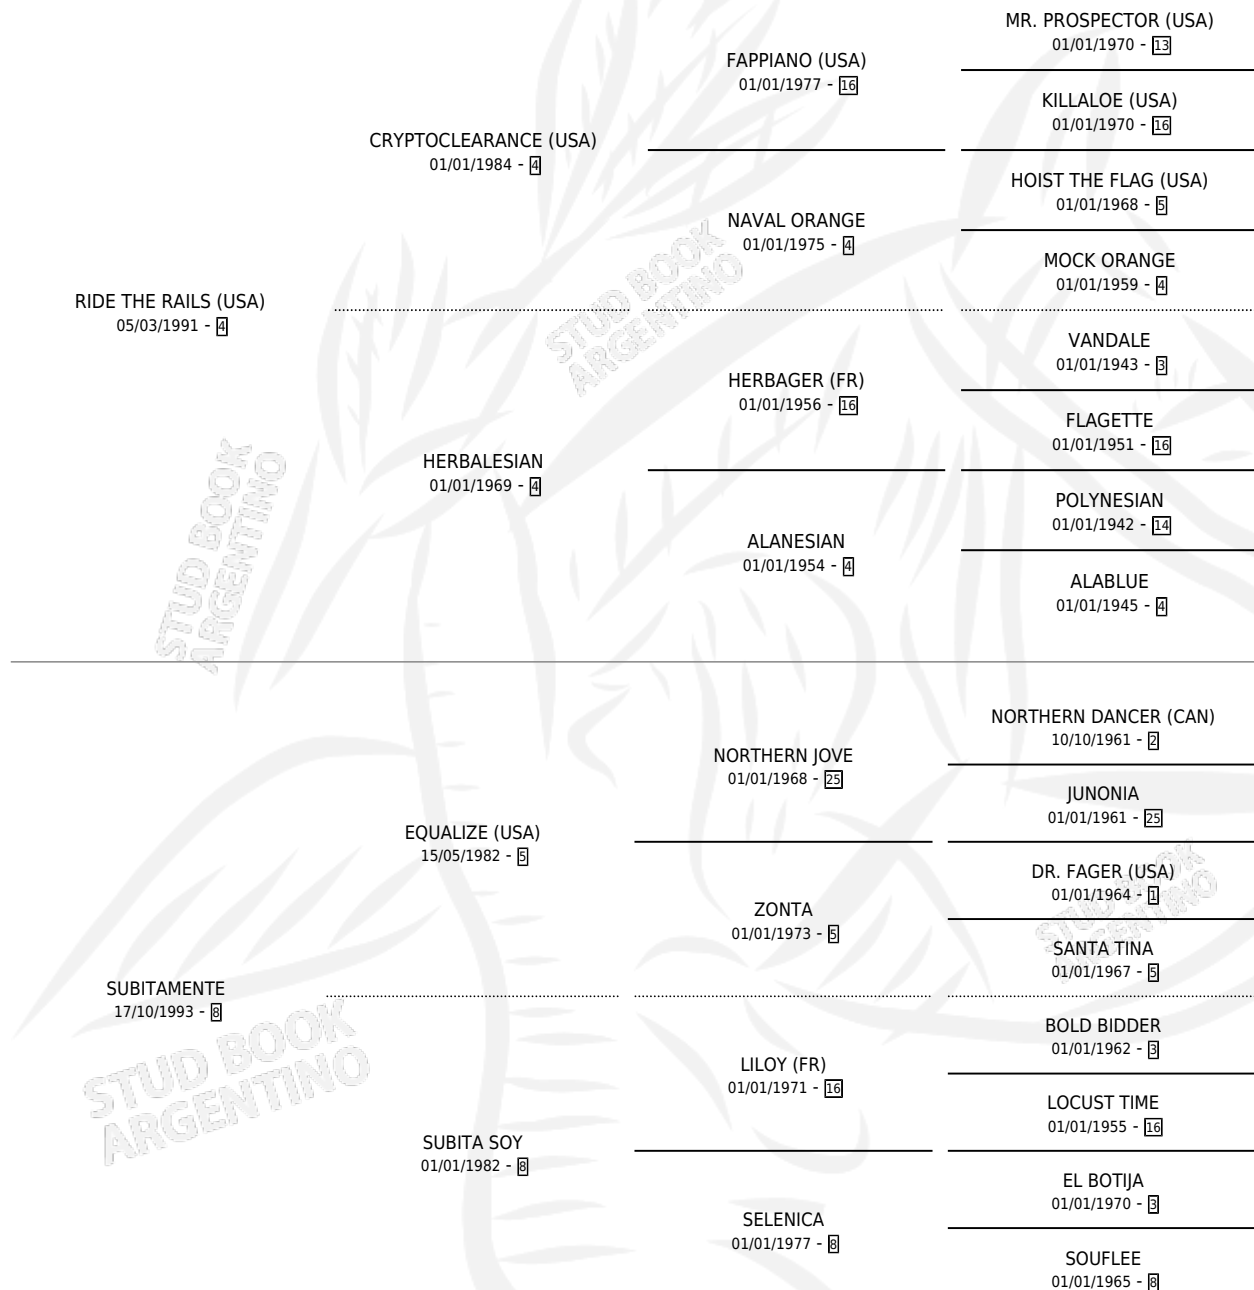 MR. PROSPECTOR (USA)
01/01/1970 - 13
FAPPIANO (USA)
01/01/1977 - 16
KILLALOE (USA)
01/01/1970 - 16
CRYPTOCLEARANCE (USA)
01/01/1984 - 4
HOIST THE FLAG (USA)
01/01/1968 - 5
NAVAL ORANGE
01/01/1975 - 4
MOCK ORANGE
01/01/1959 - 4
RIDE THE RAILS (USA)
05/03/1991 - 4
VANDALE
01/01/1943 - 3
HERBAGER (FR)
01/01/1956 - 16
FLAGETTE
01/01/1951 - 16
HERBALESIAN
01/01/1969 - 4
POLYNESIAN
01/01/1942 - 14
ALANESIAN
01/01/1954 - 4
ALABLUE
01/01/1945 - 4
STUD BOOK
ARGENTINO
STUD BOOK
ARGENTINO
NORTHERN DANCER (CAN)
10/10/1961 - 2
NORTHERN JOVE
01/01/1968 - 25
JUNONIA
01/01/1961 - 25
EQUALIZE (USA)
15/05/1982 - 5
DR. FAGER (USA)
01/01/1964 - 1
ZONTA
01/01/1973 - 5
SANTA TINA
01/01/1967 - 5
STUD BOOK
ARGENTINO
SUBITAMENTE
17/10/1993 - 8
BOLD BIDDER
01/01/1962 - 3
LILOY (FR)
01/01/1971 - 16
LOCUST TIME
01/01/1955 - 16
SUBITA SOY
01/01/1982 - 8
EL BOTIJA
01/01/1970 - 3
SELENICA
01/01/1977 - 8
SOUFLEE
01/01/1965 - 8
STUD BOOK
ARGENTINO